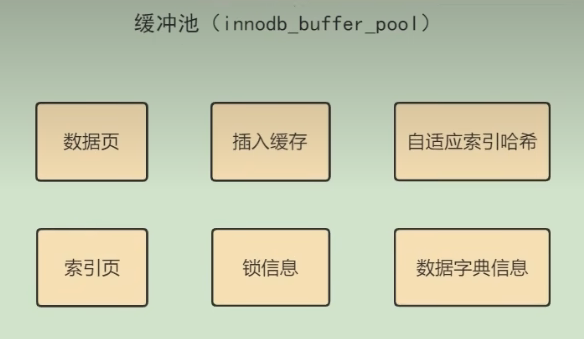 缓冲池（innodb_buffer_pool）
数据页
插入缓存
自适应索引哈希
索引页
锁信息
数据字典信息